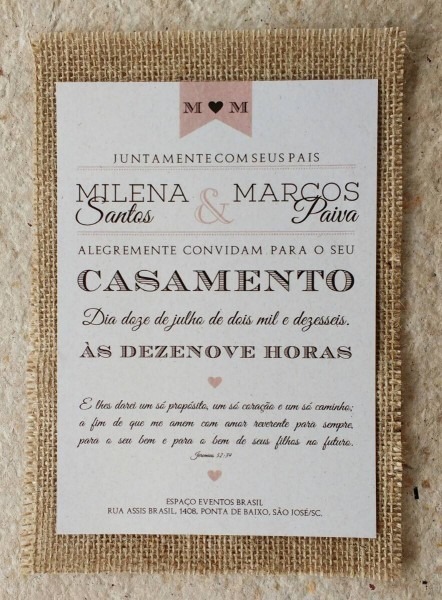 M ♥ M
JUNTAMENTE COM SEUS PAIS
MILENA & MARCOS
Santos Paiva
ALEGREMENTE CONVIDAM PARA O SEU
CASAMENTO
Dia doze de julho de dois mil e dezesseis.
ÀS DEZENOVE HORAS
E lhes darei um só propósito, um só coração e um só caminho;
a fim de que me amem com amor reverente para sempre,
para o seu bem e para o bem de seus filhos no futuro.
Jeremias
ESPAÇO EVENTOS BRASIL
RUA ASSIS BRASIL, 1408, PONTA DE BAIXO, SÃO JOSÉ/SC.